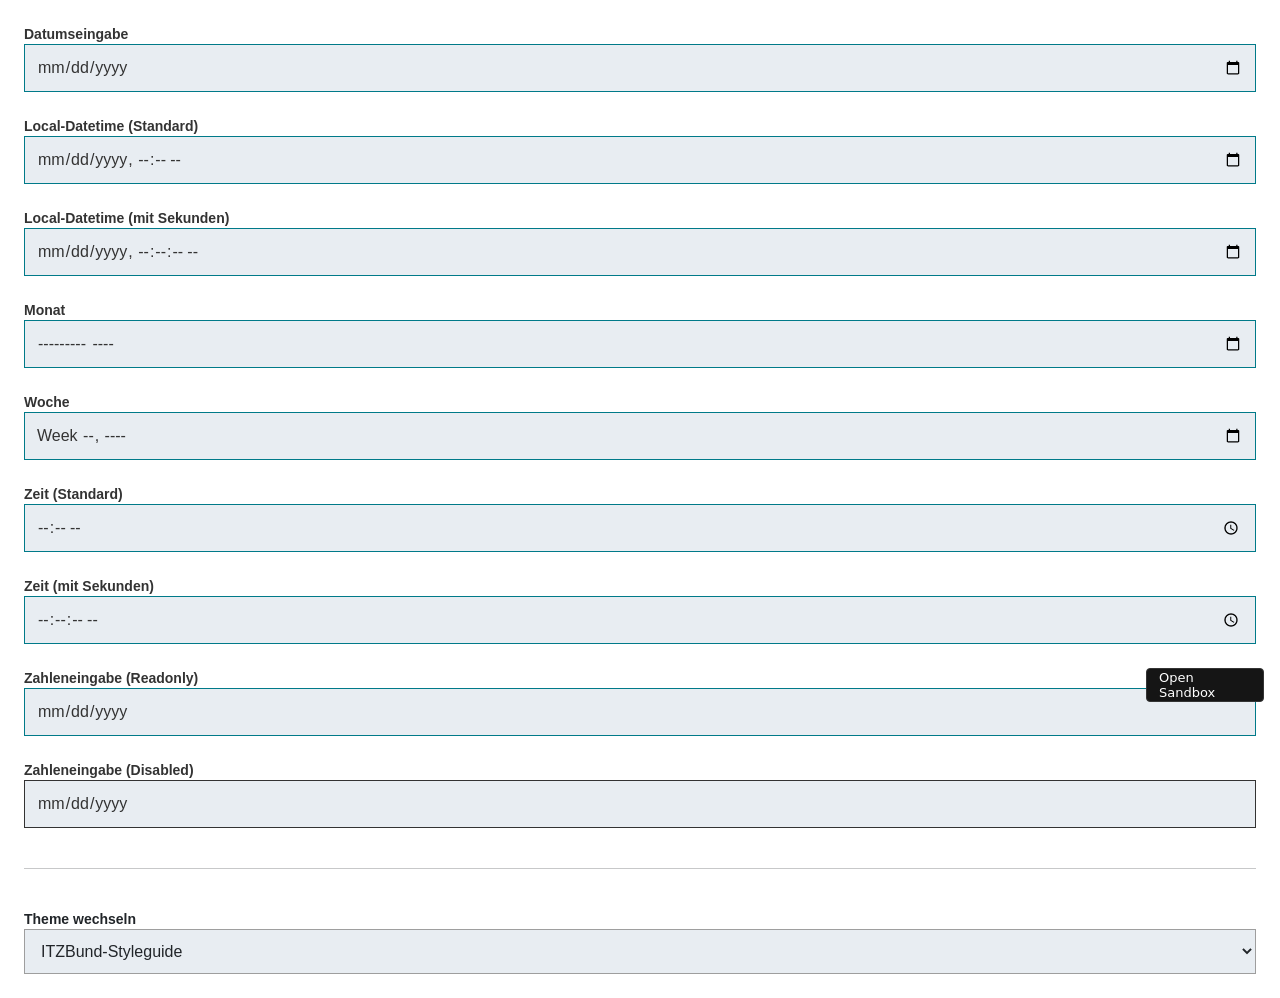 Datumseingabe
mm/dd/yyyy
Local-Datetime (Standard)
mm/dd/yyyy, --:-- --
Local-Datetime (mit Sekunden)
mm/dd/yyyy, --:--:-- --
Monat
--------- ----
Woche
Week --, ----
Zeit (Standard)
--:-- --
Zeit (mit Sekunden)
--:--:-- --
Zahleneingabe (Readonly)
Open
Sandbox
mm/dd/yyyy
Zahleneingabe (Disabled)
mm/dd/yyyy
Theme wechseln
ITZBund-Styleguide